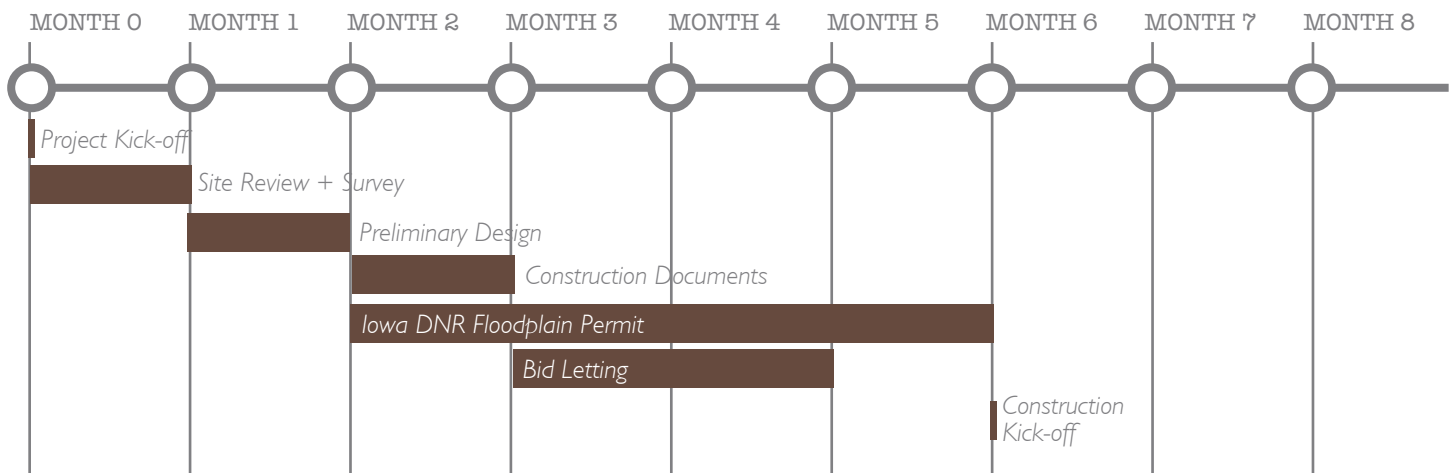 MONTH 0 MONTH 1 MONTH 2 MONTH 3 MONTH 4 MONTH 5 MONTH 6 MONTH 7 MONTH 8
Project Kick-off
Site Review + Survey
Preliminary Design
Construction Documents
Iowa DNR Floodplain Permit
Bid Letting
Construction
Kick-off